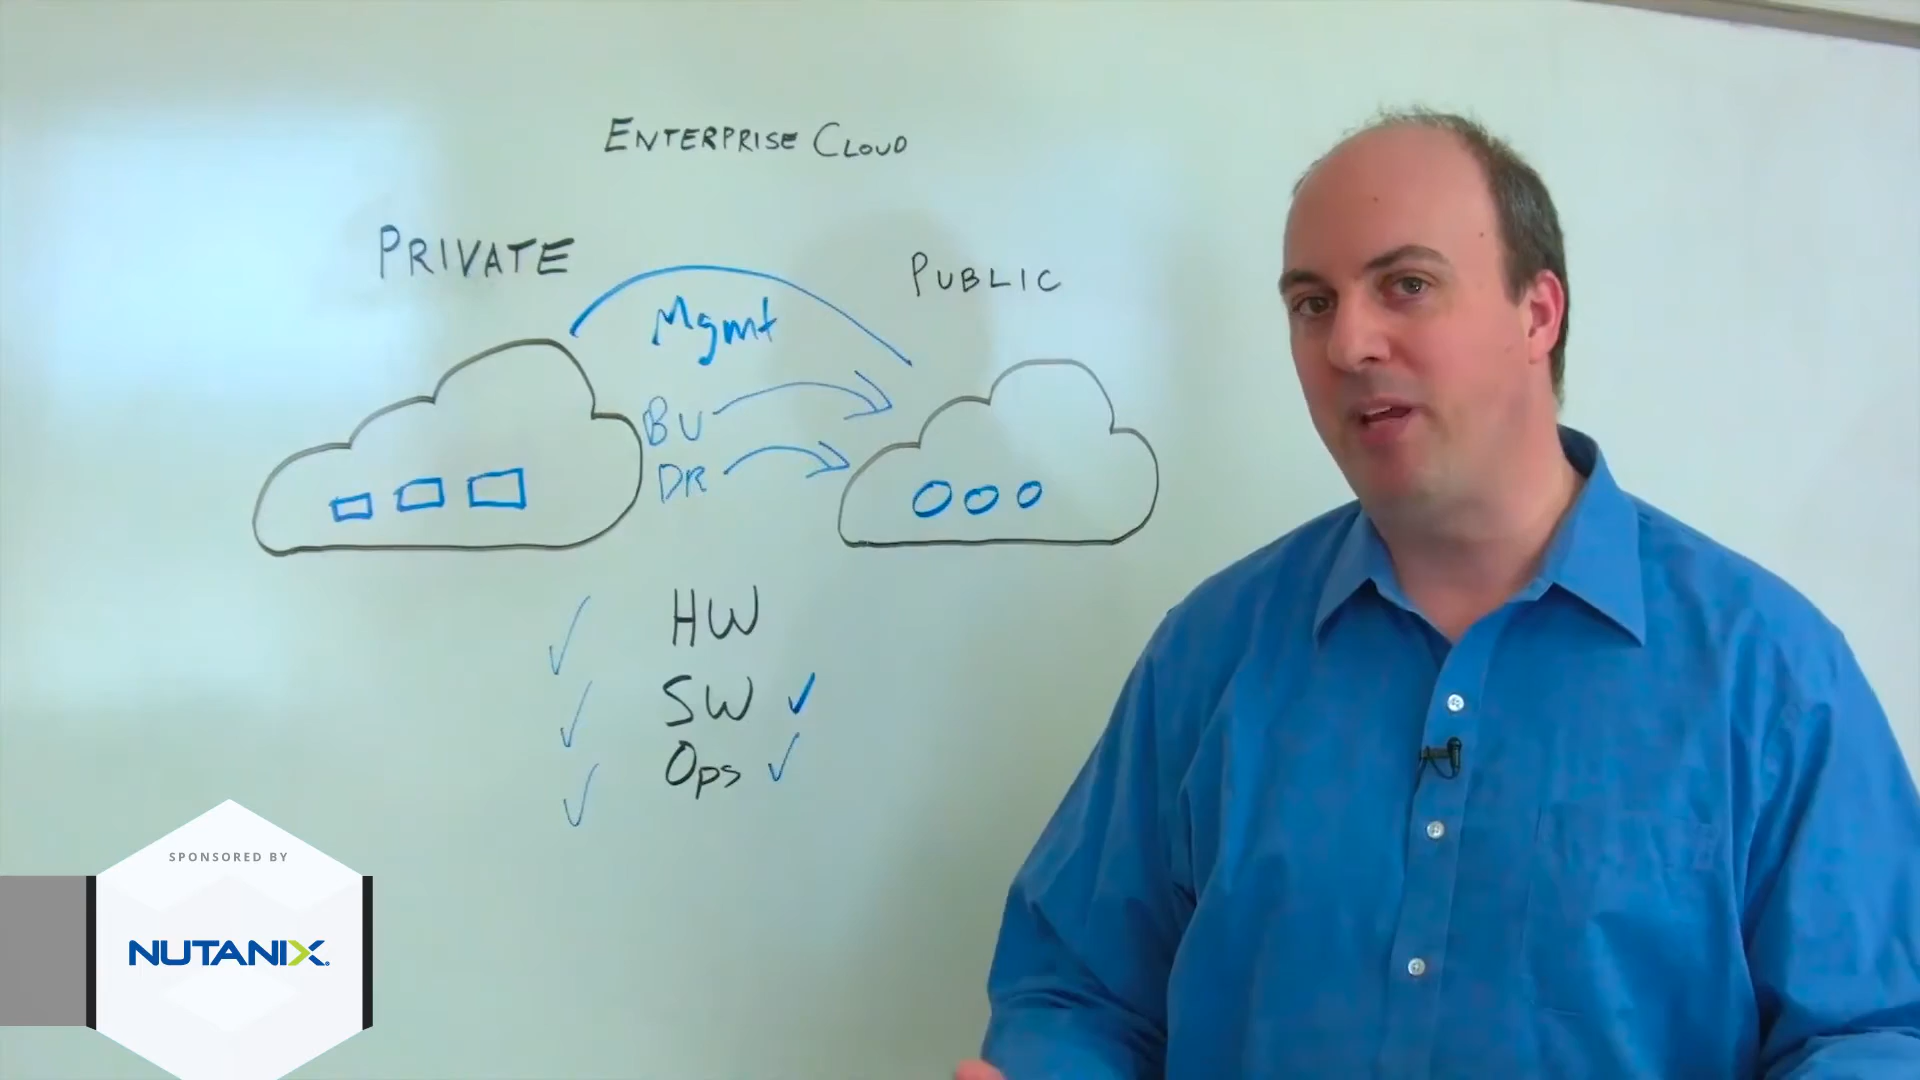 ENTERPRISE CLOUD
PRIVATE
PUBLIC
Mgmt
BU
DR
HW
✓
SW ✓
✓
Ops ✓
✓
SPONSORED BY
NUTANIX